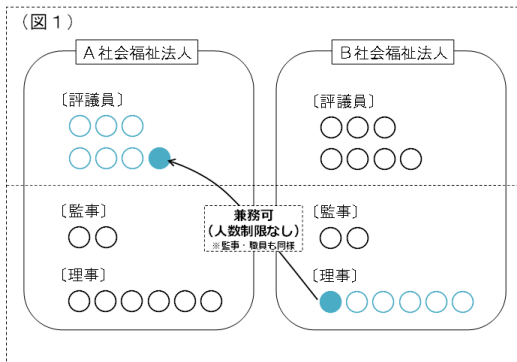 (図1)
A社会福祉法人
B社会福祉法人
〔評議員〕
〔評議員〕
〔監事〕
〔監事〕
兼務可
(人数制限なし)
※監事・職員も同様
〔理事〕
〔理事〕